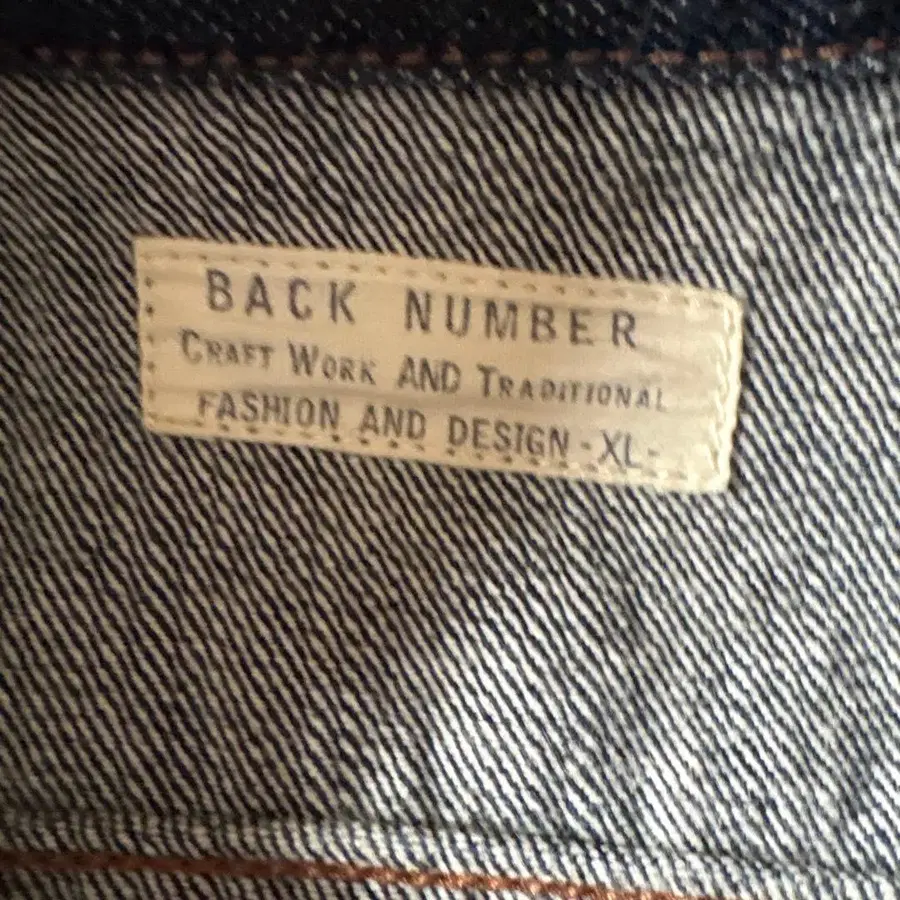 BACK NUMBER
CRAFT WORK AND TRADITIONAL
FASHION AND DESIGN -XL-